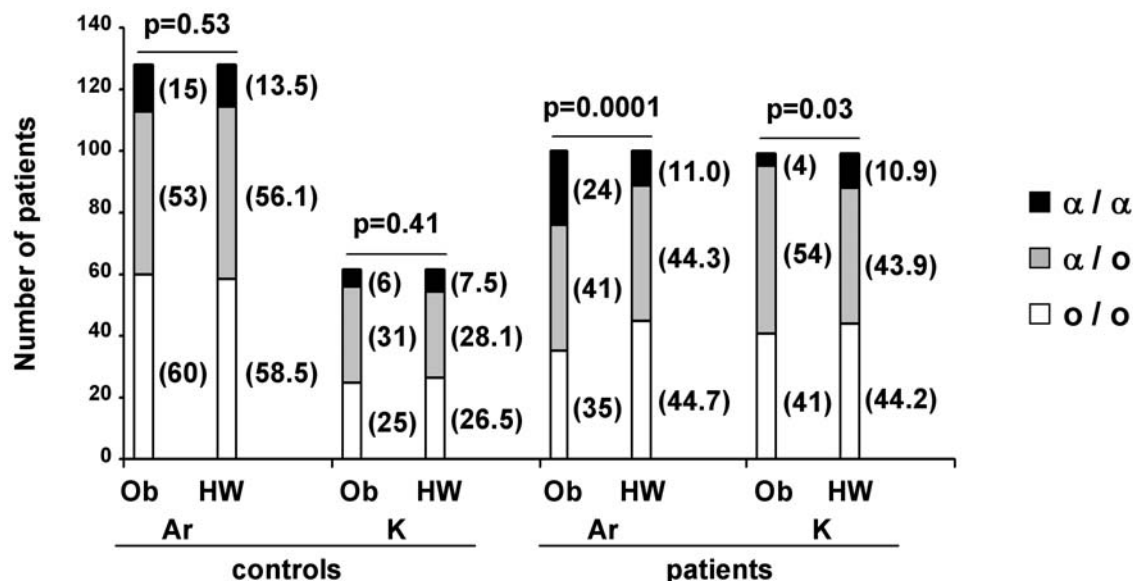 140
120
100
80
60
40
20
0
Number of patients
p=0.53
(15)
(13.5)
(53)
(56.1)
(60)
(58.5)
p=0.41
(6)
(7.5)
(31)
(28.1)
(25)
(26.5)
p=0.0001
(24)
(11.0)
(41)
(44.3)
(35)
(44.7)
p=0.03
(4)
(10.9)
(54)
(43.9)
(41)
(44.2)
α / α
α / o
o / o
Ob HW Ob HW Ob HW Ob HW
Ar K Ar K
controls patients